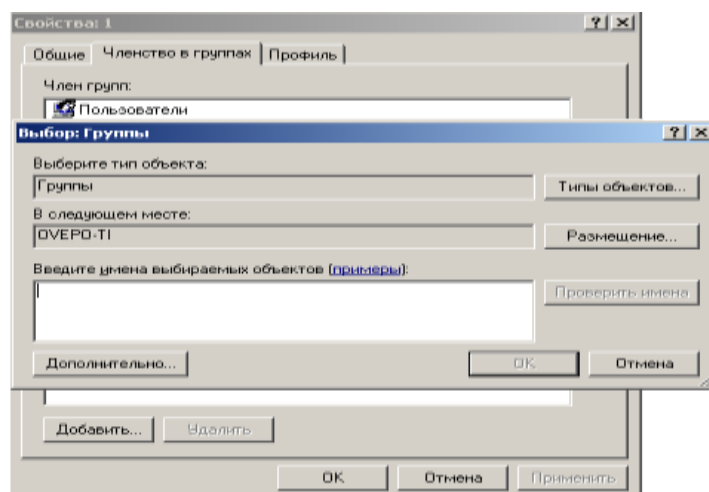 Свойства: 1
Общие Членство в группах Профиль
Член групп:
Пользователи
Выбор: Группы
Выберите тип объекта:
Группы Типы объектов...
В следующем месте:
OVEPO-TI Размещение...
Введите имена выбираемых объектов (примеры):
Проверить имена
Дополнительно... OK Отмена
Добавить... Удалить
OK Отмена Применить